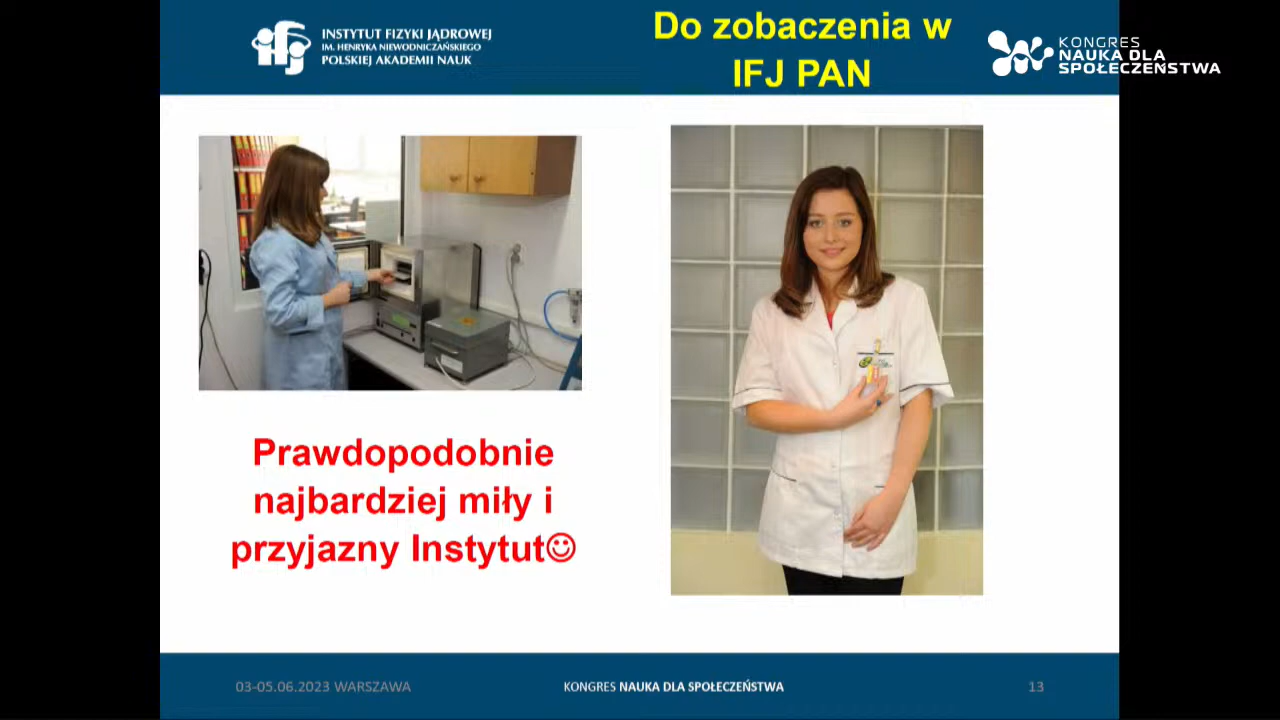 INSTYTUT FIZYKI JĄDROWEJ
IM. HENRYKA NIEWODNICZAŃSKIEGO
POLSKIEJ AKADEMII NAUK
Do zobaczenia w
IFJ PAN
KONGRES
NAUKA DLA
SPOŁECZEŃSTWA
Prawdopodobnie
najbardziej miły i
przyjazny Instytut☺
03-05.06.2023 WARSZAWA
KONGRES NAUKA DLA SPOŁECZEŃSTWA
13